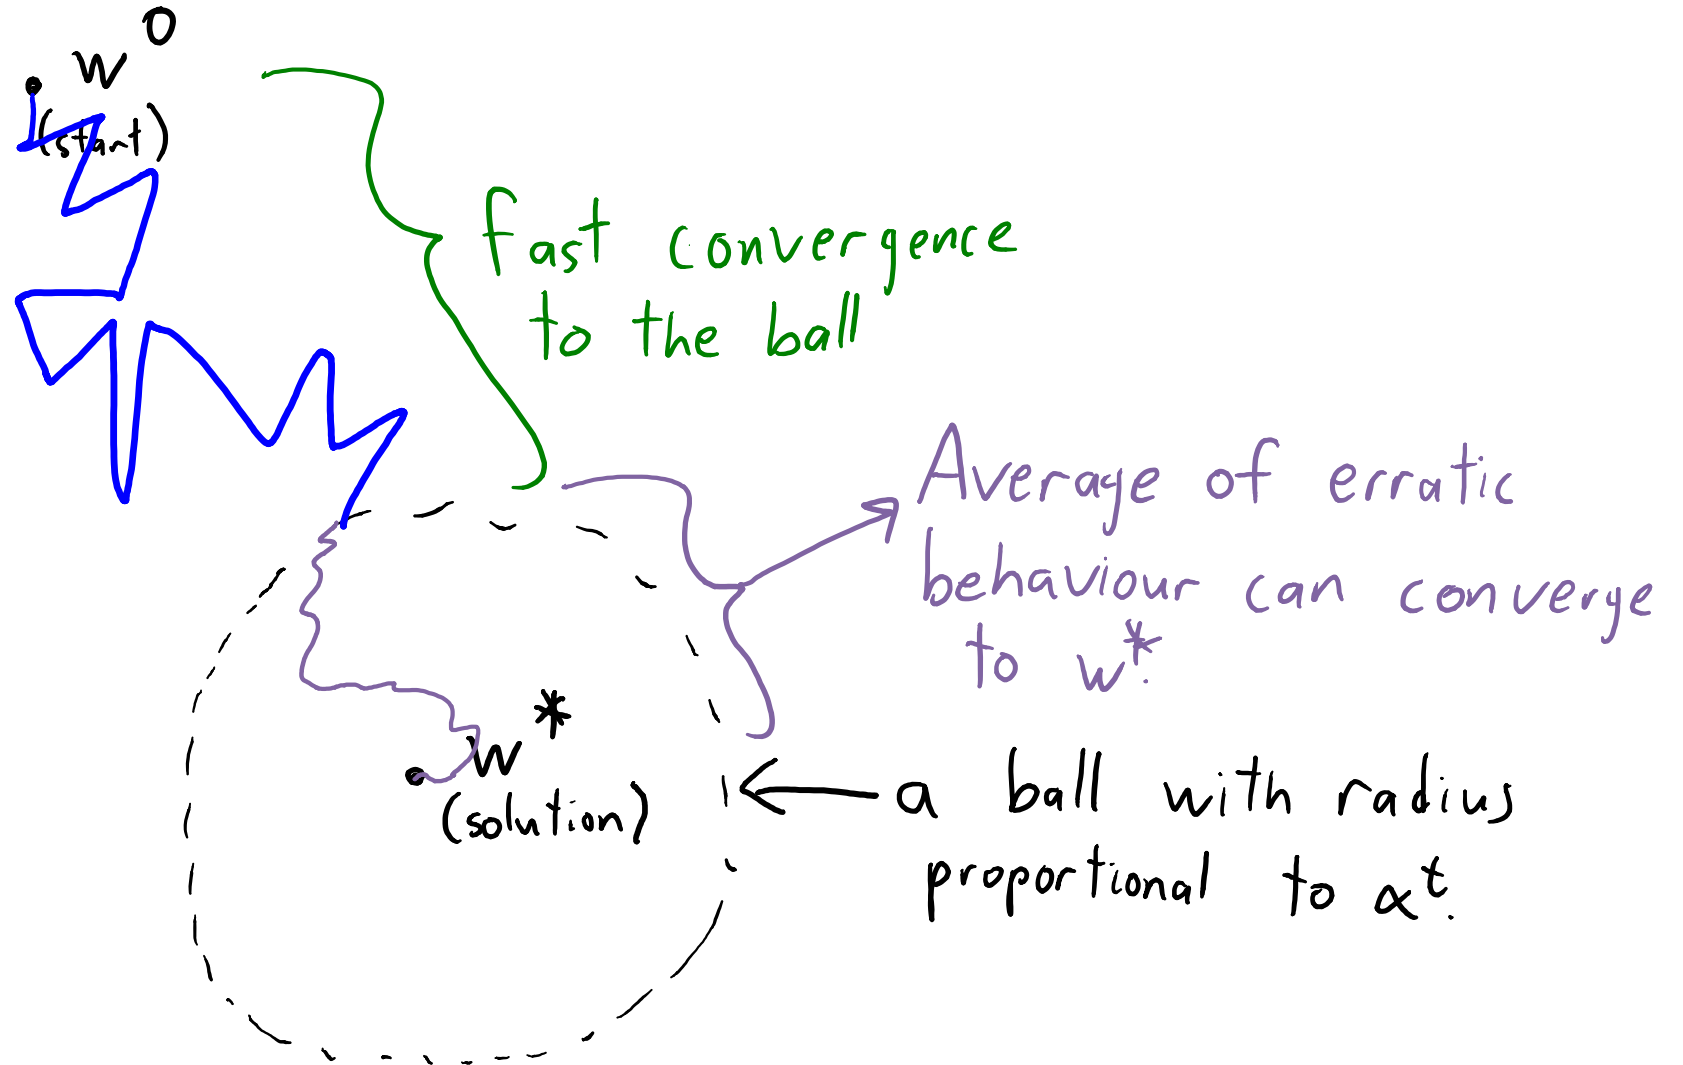 w⁰
(start)
fast convergence
to the ball
Average of erratic
behaviour can converge
to w*.
w*
(solution)
a ball with radius
proportional to αᵗ.